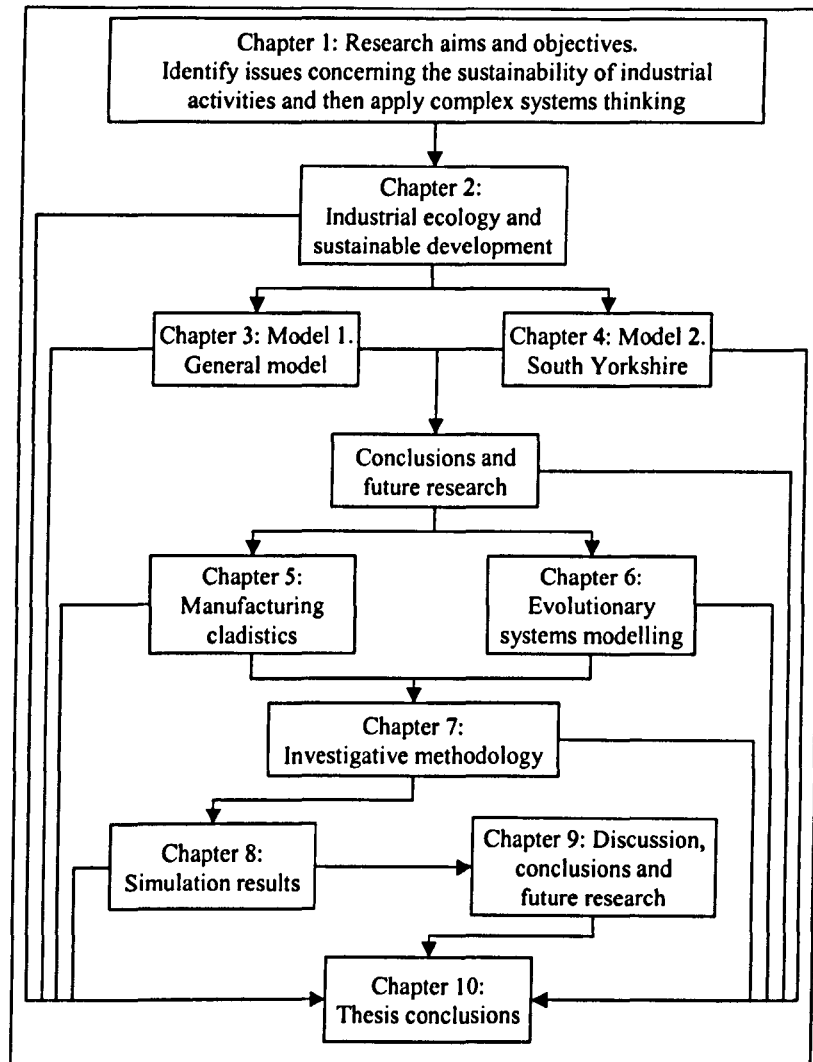 Chapter 1: Research aims and objectives.
Identify issues concerning the sustainability of industrial
activities and then apply complex systems thinking
Chapter 2:
Industrial ecology and
sustainable development
Chapter 3: Model 1.
General model
Chapter 4: Model 2.
South Yorkshire
Conclusions and
future research
Chapter 5:
Manufacturing
cladistics
Chapter 6:
Evolutionary
systems modelling
Chapter 7:
Investigative methodology
Chapter 8:
Simulation results
Chapter 9: Discussion,
conclusions and
future research
Chapter 10:
Thesis conclusions